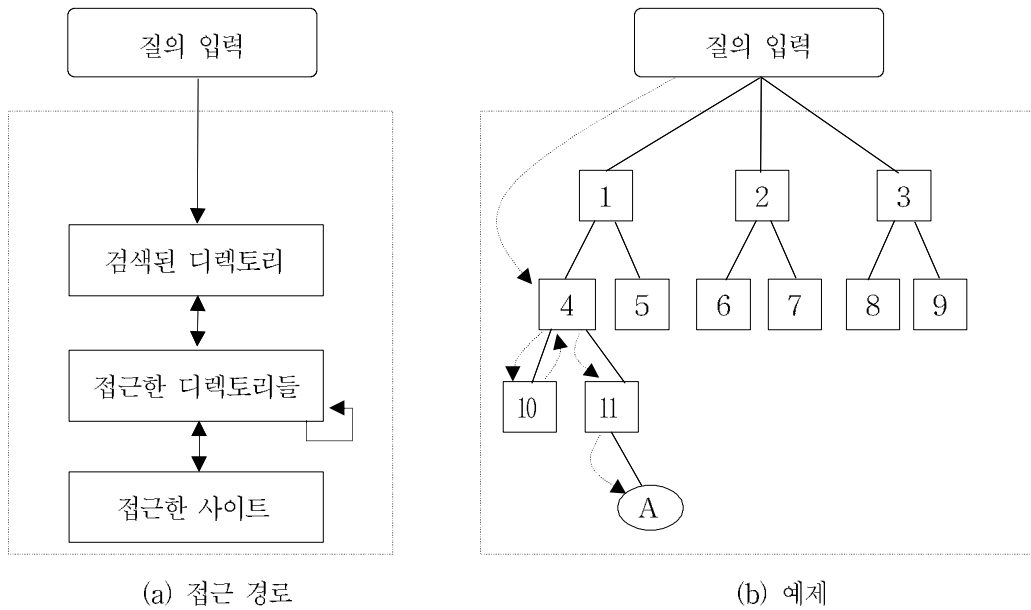 질의 입력
검색된 디렉토리
접근한 디렉토리들
접근한 사이트
(a) 접근 경로
질의 입력
1 2 3
4 5 6 7 8 9
10 11
A
(b) 예제